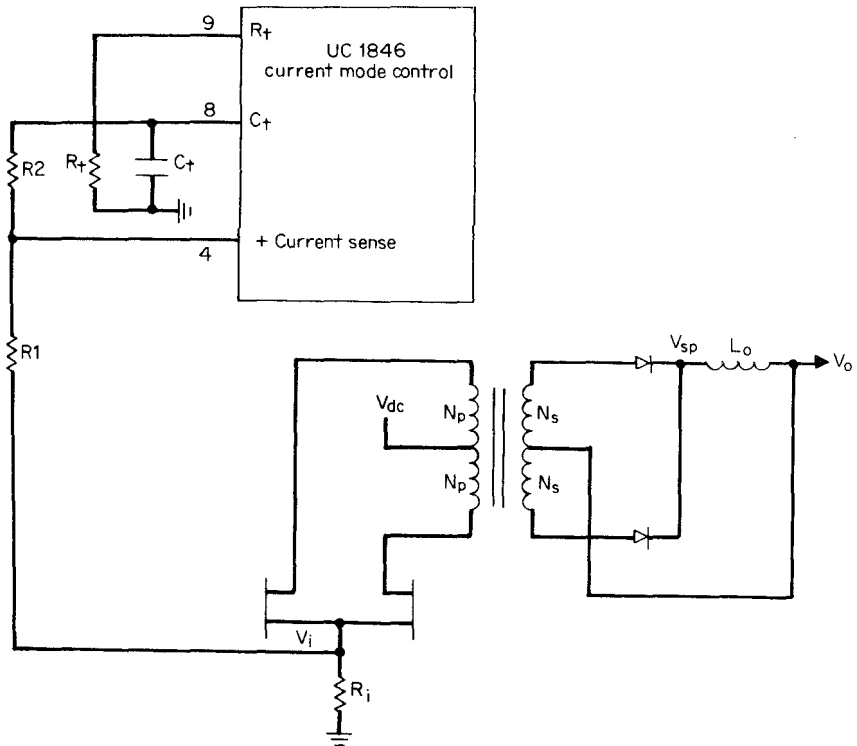 9
Rt
UC 1846
current mode control
8
Ct
R2
Rt
Ct
+ Current sense
4
R1
Vsp
Lo
Vo
Vdc
Np
Ns
Np
Ns
Vi
Ri